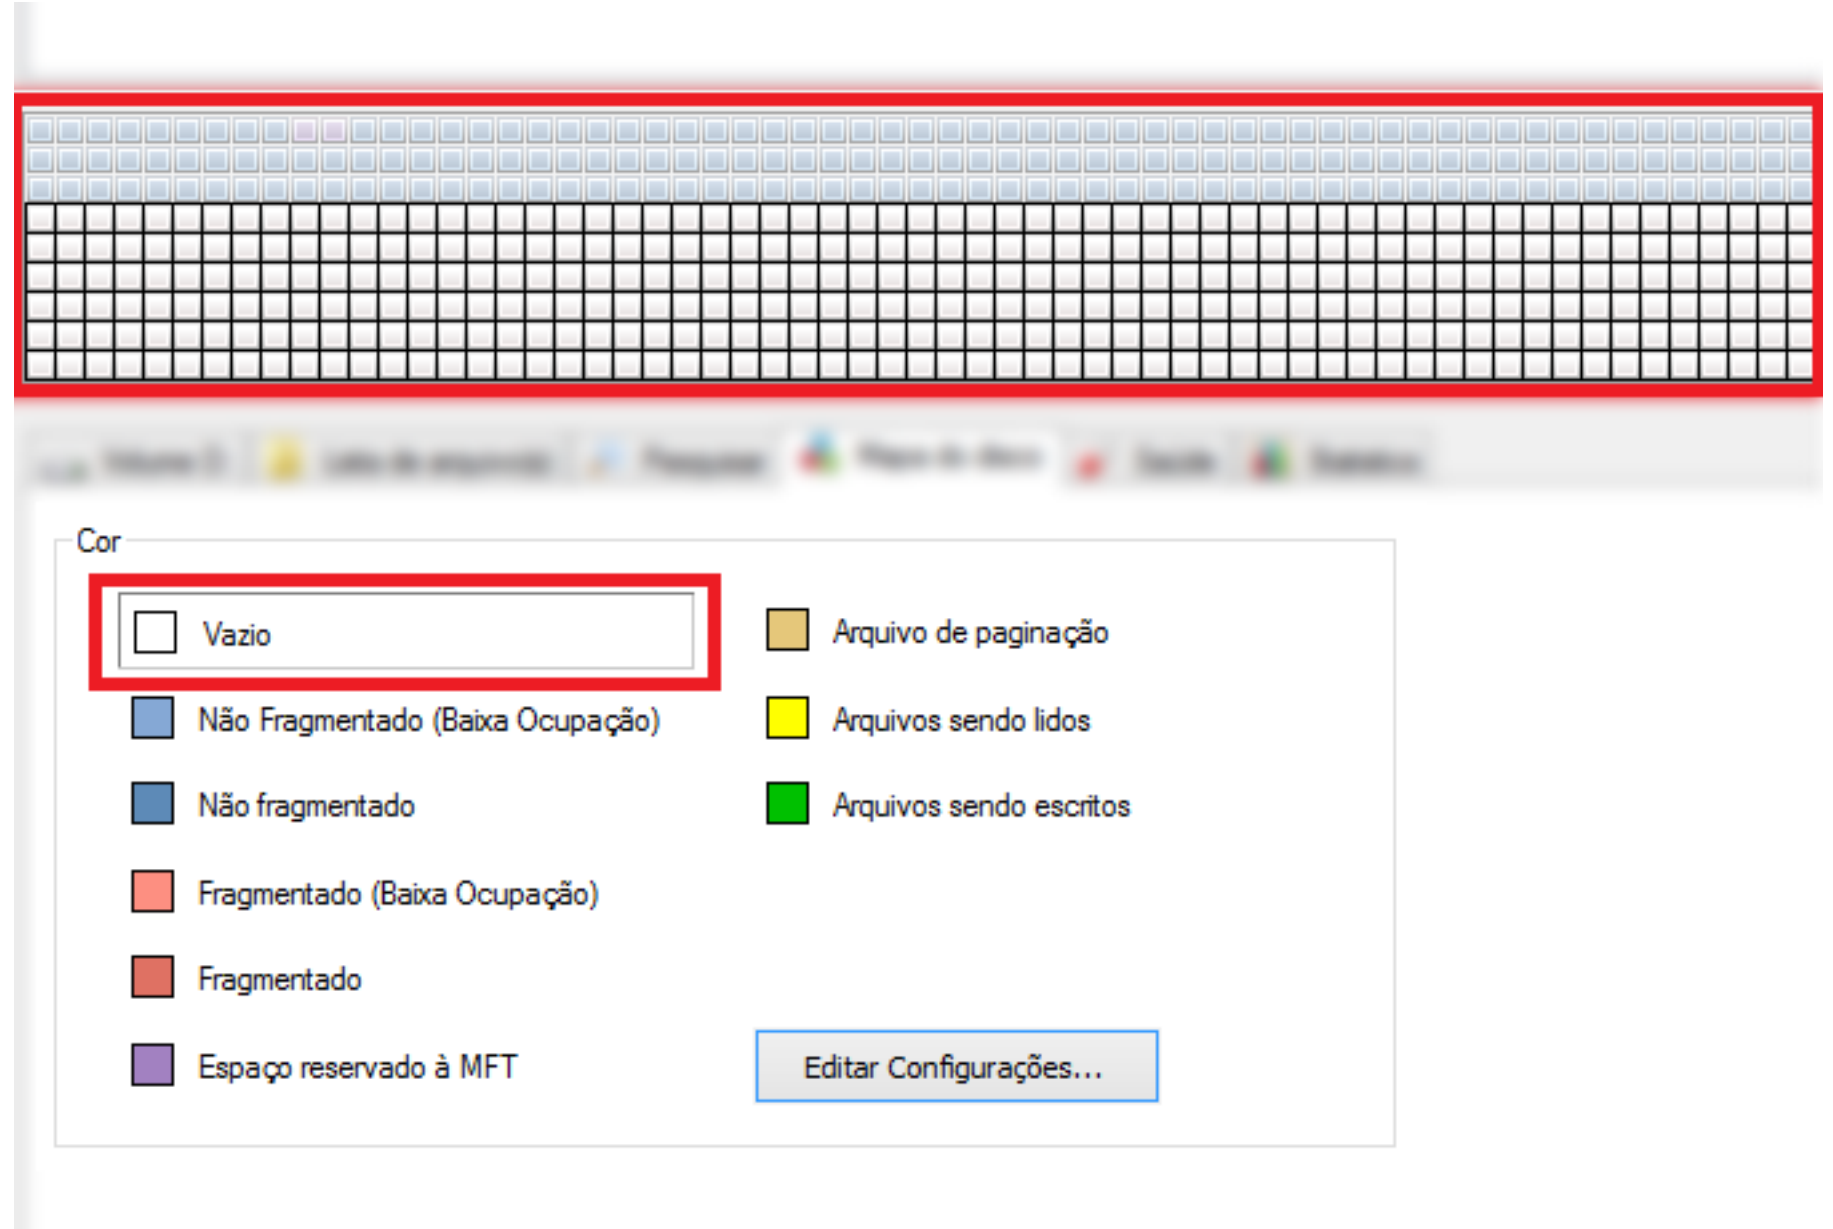 Cor
Vazio
Arquivo de paginação
Não Fragmentado (Baixa Ocupação)
Arquivos sendo lidos
Não fragmentado
Arquivos sendo escritos
Fragmentado (Baixa Ocupação)
Fragmentado
Espaço reservado à MFT
Editar Configurações...